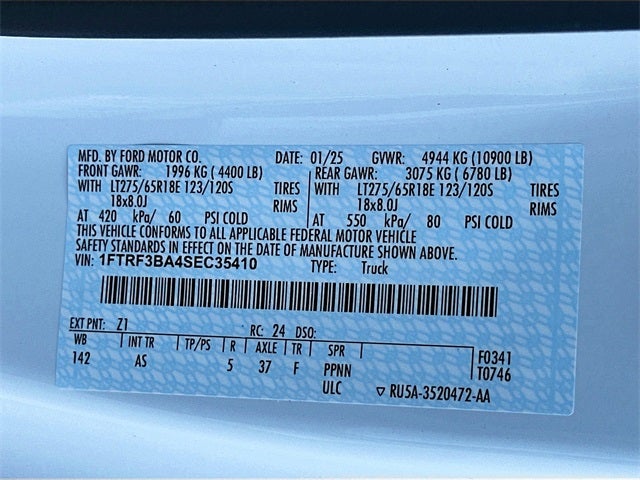 MFD. BY FORD MOTOR CO. DATE: 01/25 GVWR: 4944 KG (10900 LB)
FRONT GAWR: 1996 KG ( 4400 LB) REAR GAWR: 3075 KG ( 6780 LB)
WITH LT275/65R18E 123/120S TIRES WITH LT275/65R18E 123/120S TIRES
18x8.0J RIMS 18x8.0J RIMS
AT 420 kPa/ 60 PSI COLD AT 550 kPa/ 80 PSI COLD
THIS VEHICLE CONFORMS TO ALL APPLICABLE FEDERAL MOTOR VEHICLE
SAFETY STANDARDS IN EFFECT ON THE DATE OF MANUFACTURE SHOWN ABOVE.
VIN: 1FTRF3BA4SEC35410 TYPE: Truck
EXT PNT: Z1 RC: 24 DSO:
WB INT TR TP/PS R AXLE TR SPR F0341
142 AS 5 37 F PPNN T0746
ULC ▽ RU5A-3520472-AA